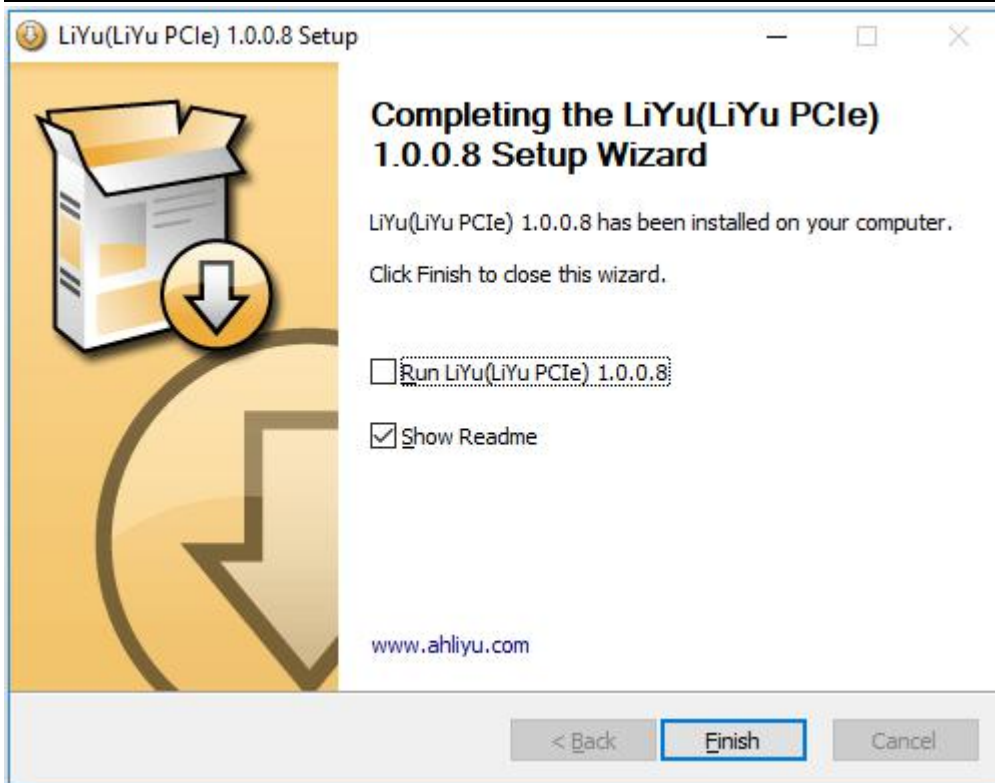 LiYu(LiYu PCIe) 1.0.0.8 Setup
Completing the LiYu(LiYu PCIe)
1.0.0.8 Setup Wizard
LiYu(LiYu PCIe) 1.0.0.8 has been installed on your computer.
Click Finish to close this wizard.
Run LiYu(LiYu PCIe) 1.0.0.8
Show Readme
www.ahliyu.com
< Back
Finish
Cancel